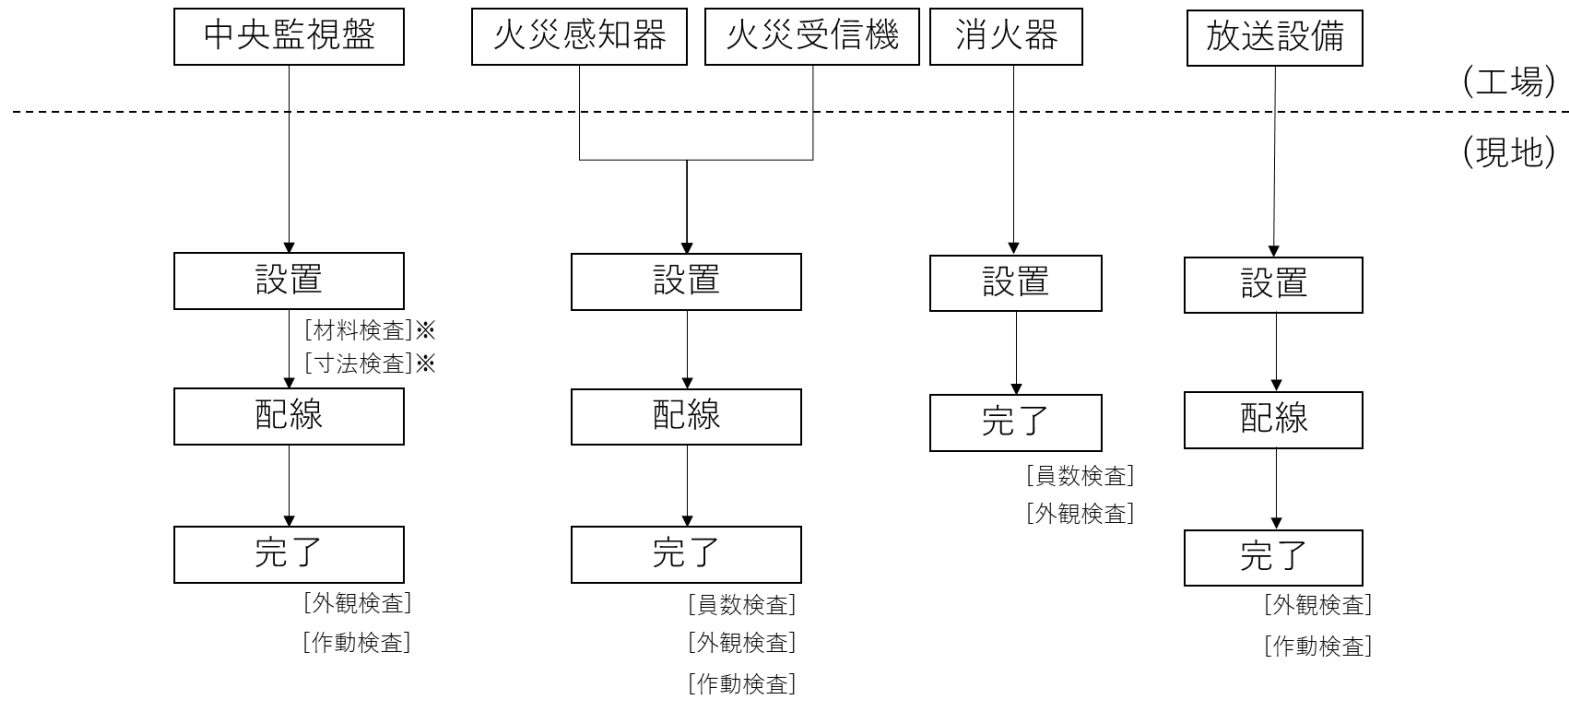 中央監視盤
火災感知器
火災受信機
消火器
放送設備
(工場)
(現地)
設置
設置
設置
設置
[材料検査]※
[寸法検査]※
配線
配線
完了
配線
[員数検査]
[外観検査]
完了
完了
完了
[外観検査]
[作動検査]
[員数検査]
[外観検査]
[作動検査]
[外観検査]
[作動検査]